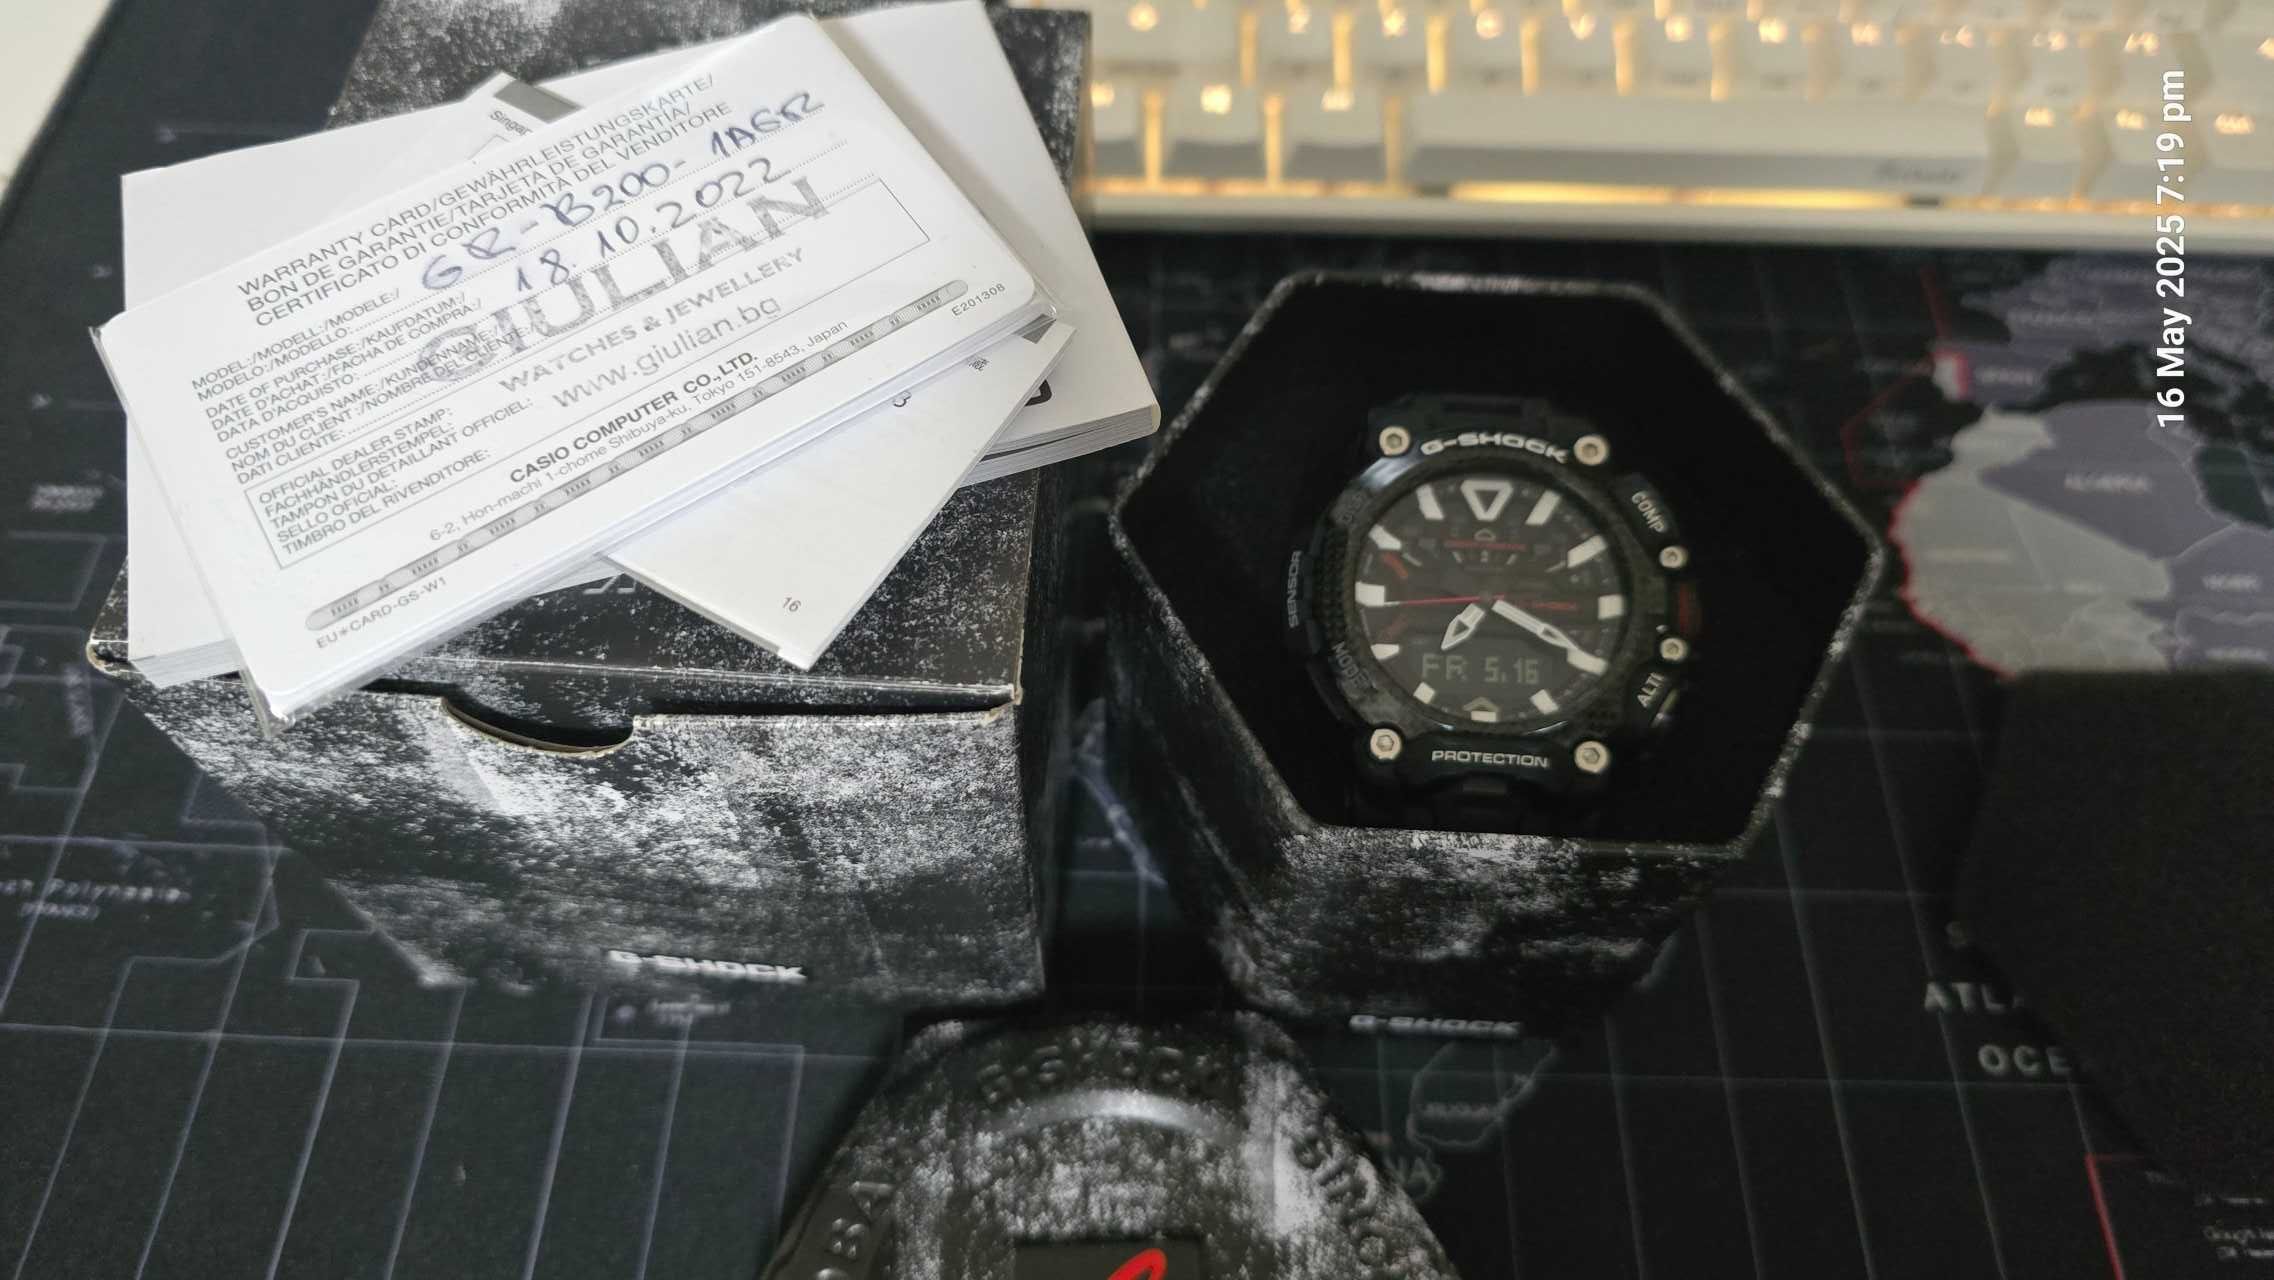 WARRANTY CARD/GEWÄHRLEISTUNGSKARTE/
BON DE GARANTIE/TARJETA DE GARANTIA/
CERTIFICATO DI CONFORMITÀ DEL VENDITORE
MODEL:/MODELL:/MODELE:/
MODELO:/MODELLO: GR-B200-1AER
DATE OF PURCHASE:/KAUFDATUM:/
DATE D'ACHAT:/FACHA DE COMPRA:/
DATA D'ACQUISTO: 18.10.2022
CUSTOMER'S NAME:/KUNDENNAME:
NOM DU CLIENT:/NOMBRE DEL CLIENTE:
DATI CLIENTE:
OFFICIAL DEALER STAMP:
FACHHÄNDLERSTEMPEL:
TAMPON DU DETAILLANT OFFICIEL:
SELLO OFICIAL:
TIMBRO DEL RIVENDITORE:
GIULIAN
WATCHES & JEWELLERY
www.giulian.bg
CASIO COMPUTER CO.,LTD.
6-2, Hon-machi 1-chome Shibuya-ku, Tokyo 151-8543, Japan
EU*CARD-GS-W1
E201308
16
G-SHOCK
COMP
SENSOR
MODE
ALTI
FR 5.16
PROTECTION
G-SHOCK
G-SHOCK
G-SHOCK
ATLA
OCE
16 May 2025 7:19 pm